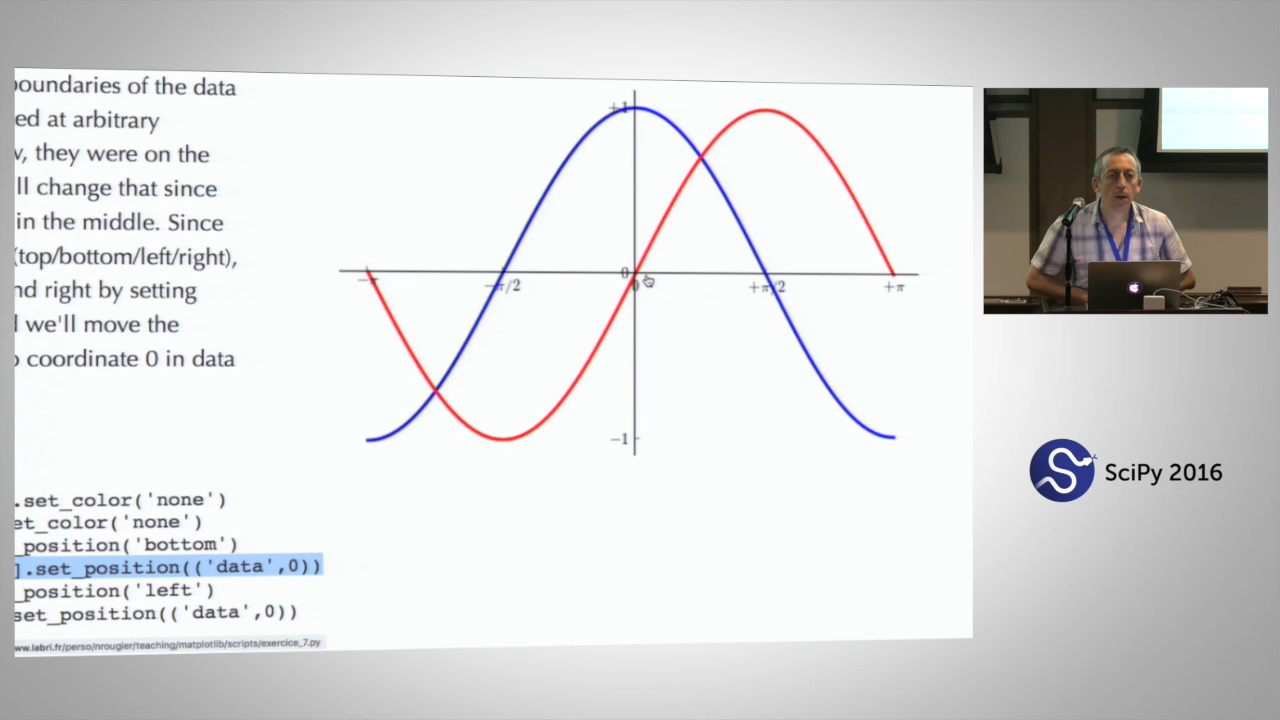 oundaries of the data
ed at arbitrary
v, they were on the
ll change that since
in the middle. Since
(top/bottom/left/right),
nd right by setting
l we'll move the
o coordinate 0 in data
.set_color('none')
et_color('none')
_position('bottom')
].set_position(('data',0))
_position('left')
set_position(('data',0))
ww.labri.fr/perso/nrougier/teaching/matplotlib/scripts/exercice_7.py
+1
0
−π
−π/2
0
+π/2
+π
−1
SciPy 2016